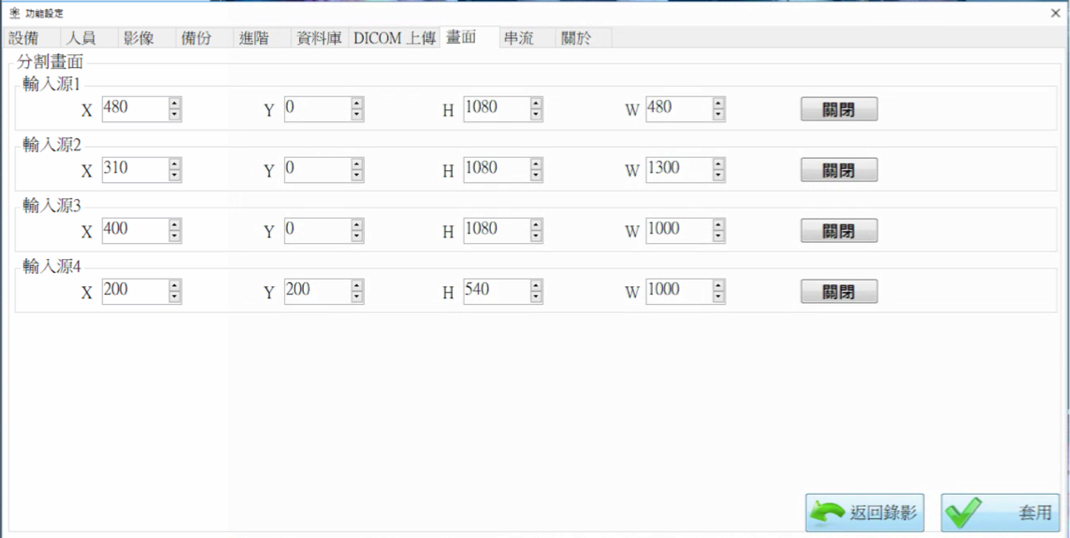 功能設定
設備 人員 影像 備份 進階 資料庫 DICOM 上傳 畫面 串流 關於
分割畫面
輸入源1
X 480 Y 0 H 1080 W 480 關閉
輸入源2
X 310 Y 0 H 1080 W 1300 關閉
輸入源3
X 400 Y 0 H 1080 W 1000 關閉
輸入源4
X 200 Y 200 H 540 W 1000 關閉
返回錄影 套用